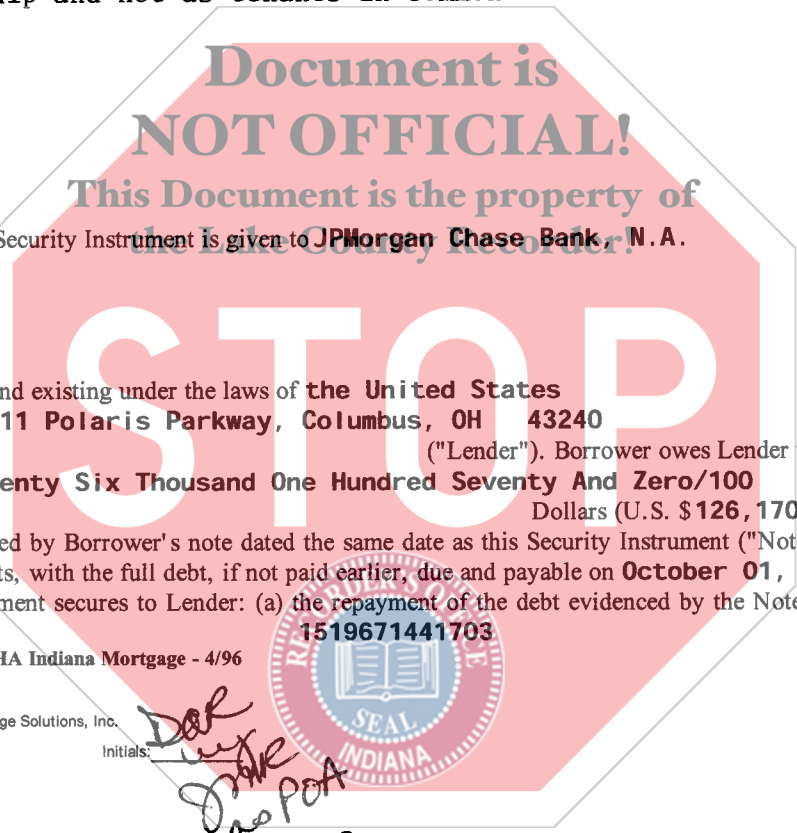 and not as
Document is
NOT OFFICIAL!
This Document is the property of
the Lake County Recorder!
Security Instrument is given to JPMorgan Chase Bank, N.A.
STOP
nd existing under the laws of the United States
11 Polaris Parkway, Columbus, OH 43240
("Lender"). Borrower owes Lender
enty Six Thousand One Hundred Seventy And Zero/100
Dollars (U.S. $126,170
ed by Borrower's note dated the same date as this Security Instrument ("Not
ts, with the full debt, if not paid earlier, due and payable on October 01,
ment secures to Lender: (a) the repayment of the debt evidenced by the Note
1519671441703
HA Indiana Mortgage - 4/96
RECORDER'S OFFICE
SEAL
INDIANA
ge Solutions, Inc.
Initials:
DAR
POA